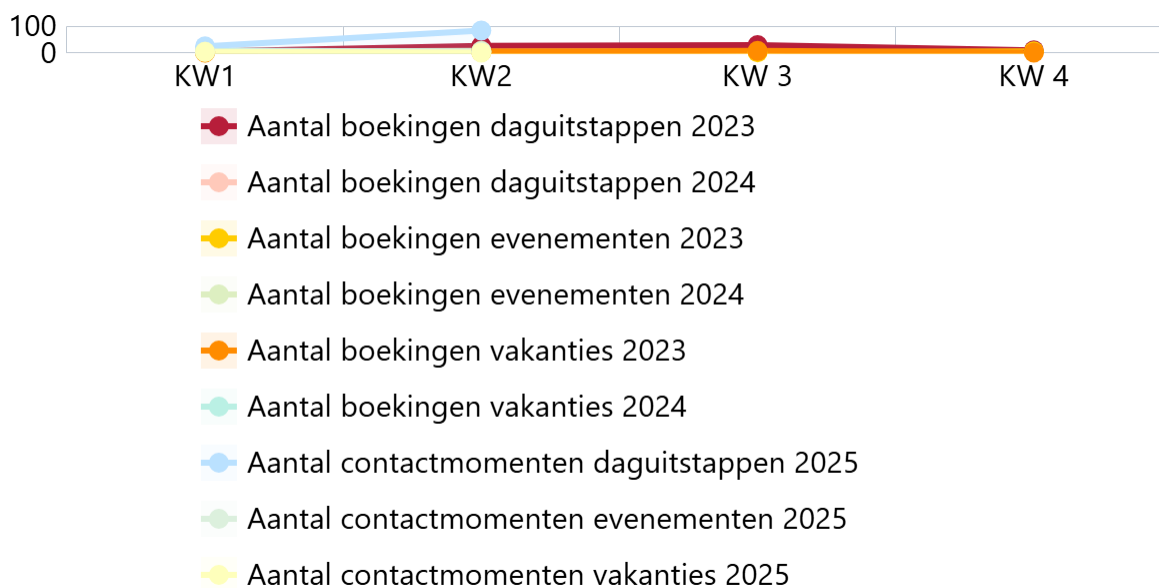 100
0
KW1 KW2 KW 3 KW 4
Aantal boekingen daguitstappen 2023
Aantal boekingen daguitstappen 2024
Aantal boekingen evenementen 2023
Aantal boekingen evenementen 2024
Aantal boekingen vakanties 2023
Aantal boekingen vakanties 2024
Aantal contactmomenten daguitstappen 2025
Aantal contactmomenten evenementen 2025
Aantal contactmomenten vakanties 2025